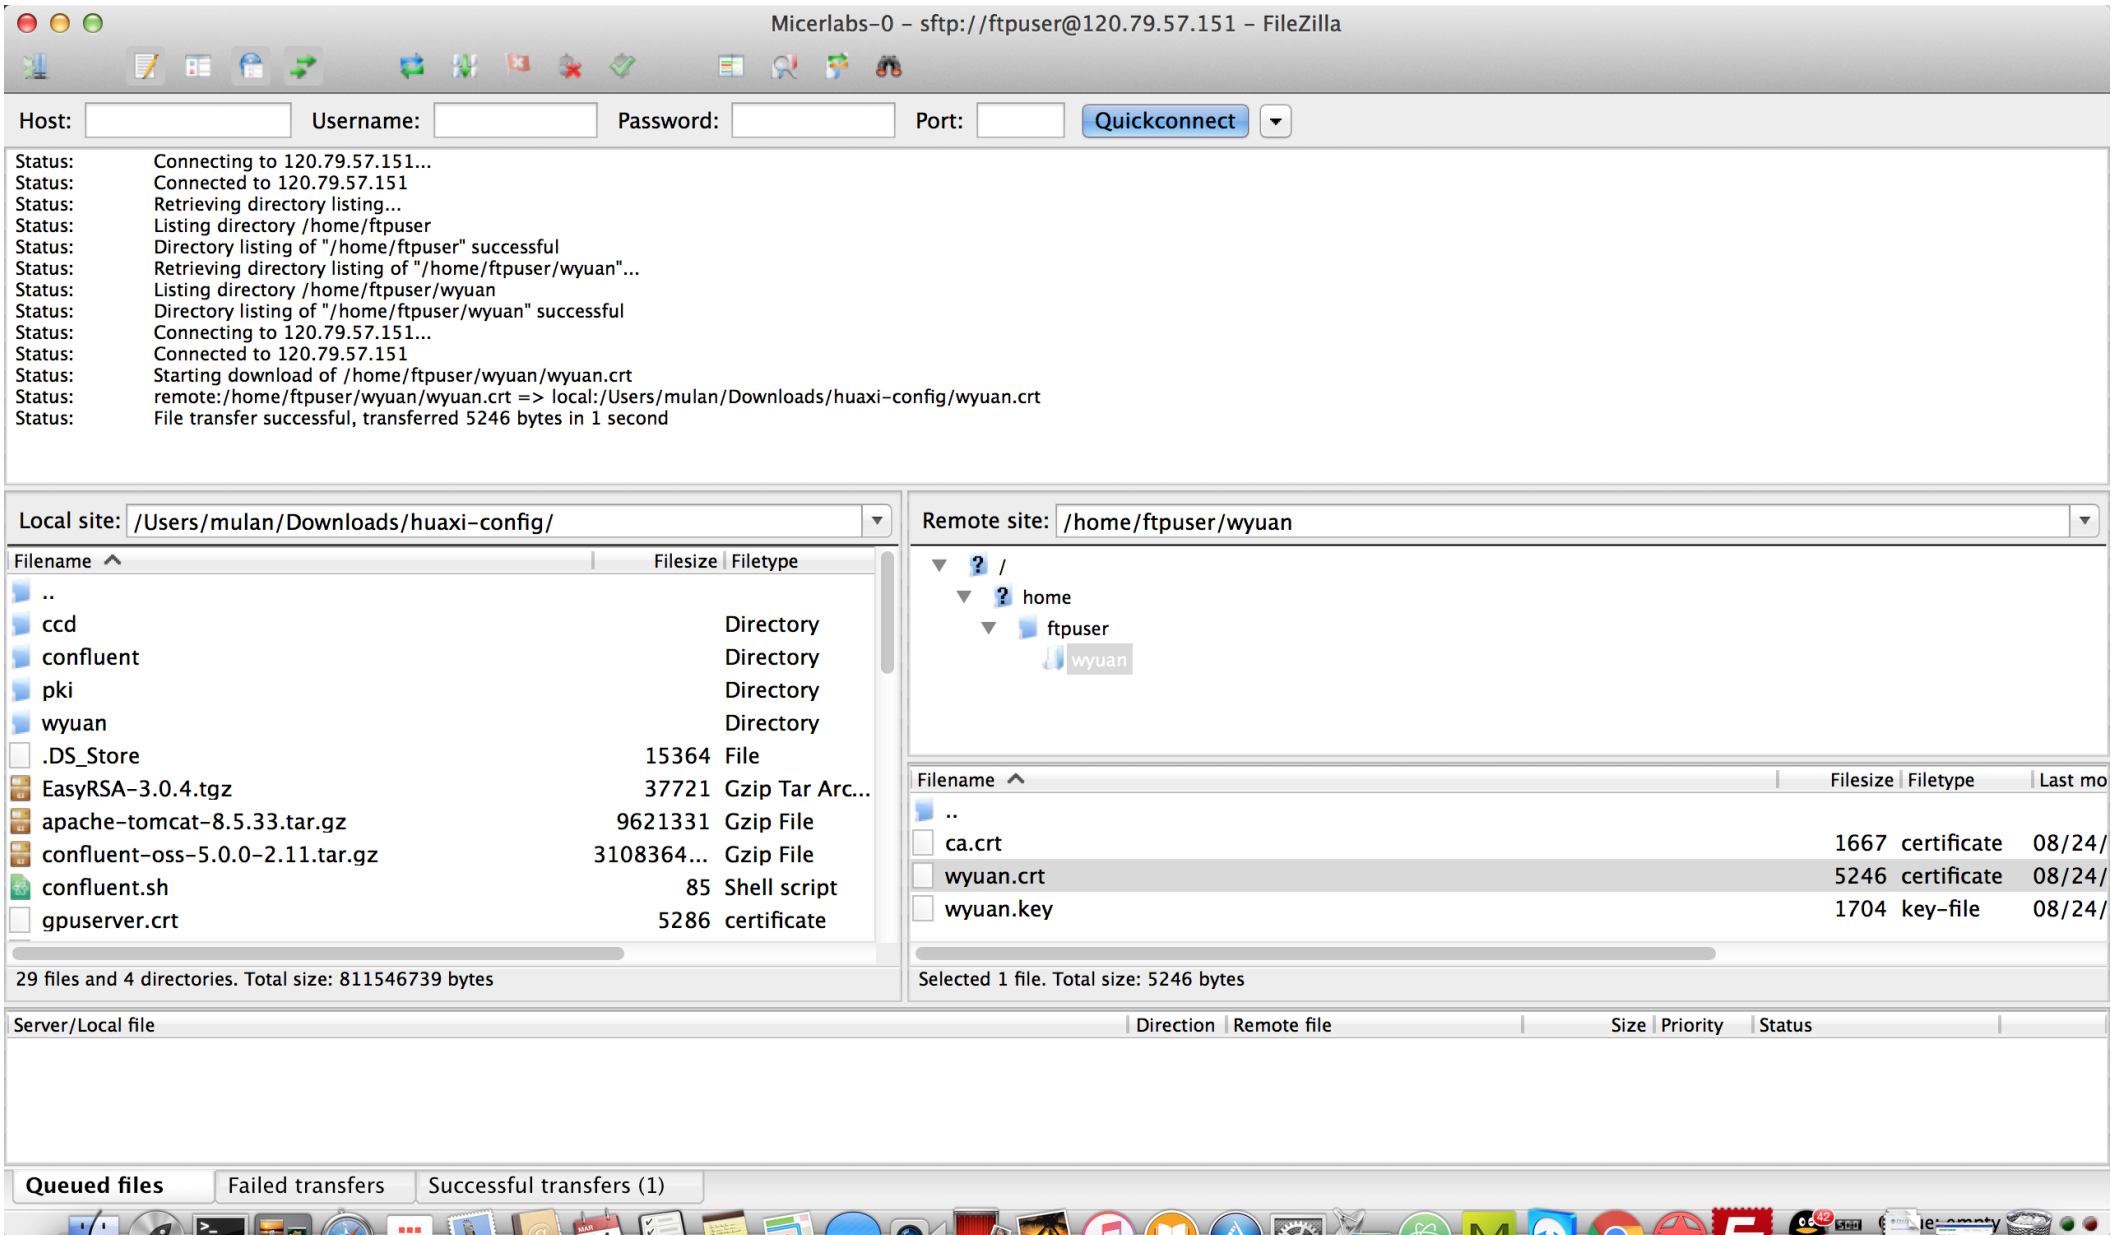 Micerlabs-0 - sftp://ftpuser@120.79.57.151 - FileZilla
Host: Username: Password: Port: Quickconnect
Status: Connecting to 120.79.57.151...
Status: Connected to 120.79.57.151
Status: Retrieving directory listing...
Status: Listing directory /home/ftpuser
Status: Directory listing of "/home/ftpuser" successful
Status: Retrieving directory listing of "/home/ftpuser/wyuan"...
Status: Listing directory /home/ftpuser/wyuan
Status: Directory listing of "/home/ftpuser/wyuan" successful
Status: Connecting to 120.79.57.151...
Status: Connected to 120.79.57.151
Status: Starting download of /home/ftpuser/wyuan/wyuan.crt
Status: remote:/home/ftpuser/wyuan/wyuan.crt => local:/Users/mulan/Downloads/huaxi-config/wyuan.crt
Status: File transfer successful, transferred 5246 bytes in 1 second
Local site: /Users/mulan/Downloads/huaxi-config/
Filename Filesize Filetype
..
ccd Directory
confluent Directory
pki Directory
wyuan Directory
.DS_Store 15364 File
EasyRSA-3.0.4.tgz 37721 Gzip Tar Arc...
apache-tomcat-8.5.33.tar.gz 9621331 Gzip File
confluent-oss-5.0.0-2.11.tar.gz 3108364... Gzip File
confluent.sh 85 Shell script
gpuserver.crt 5286 certificate
29 files and 4 directories. Total size: 811546739 bytes
Remote site: /home/ftpuser/wyuan
/
home
ftpuser
wyuan
Filename Filesize Filetype Last mo
..
ca.crt 1667 certificate 08/24/
wyuan.crt 5246 certificate 08/24/
wyuan.key 1704 key-file 08/24/
Selected 1 file. Total size: 5246 bytes
Server/Local file Direction Remote file Size Priority Status
Queued files Failed transfers Successful transfers (1)
MAR
42